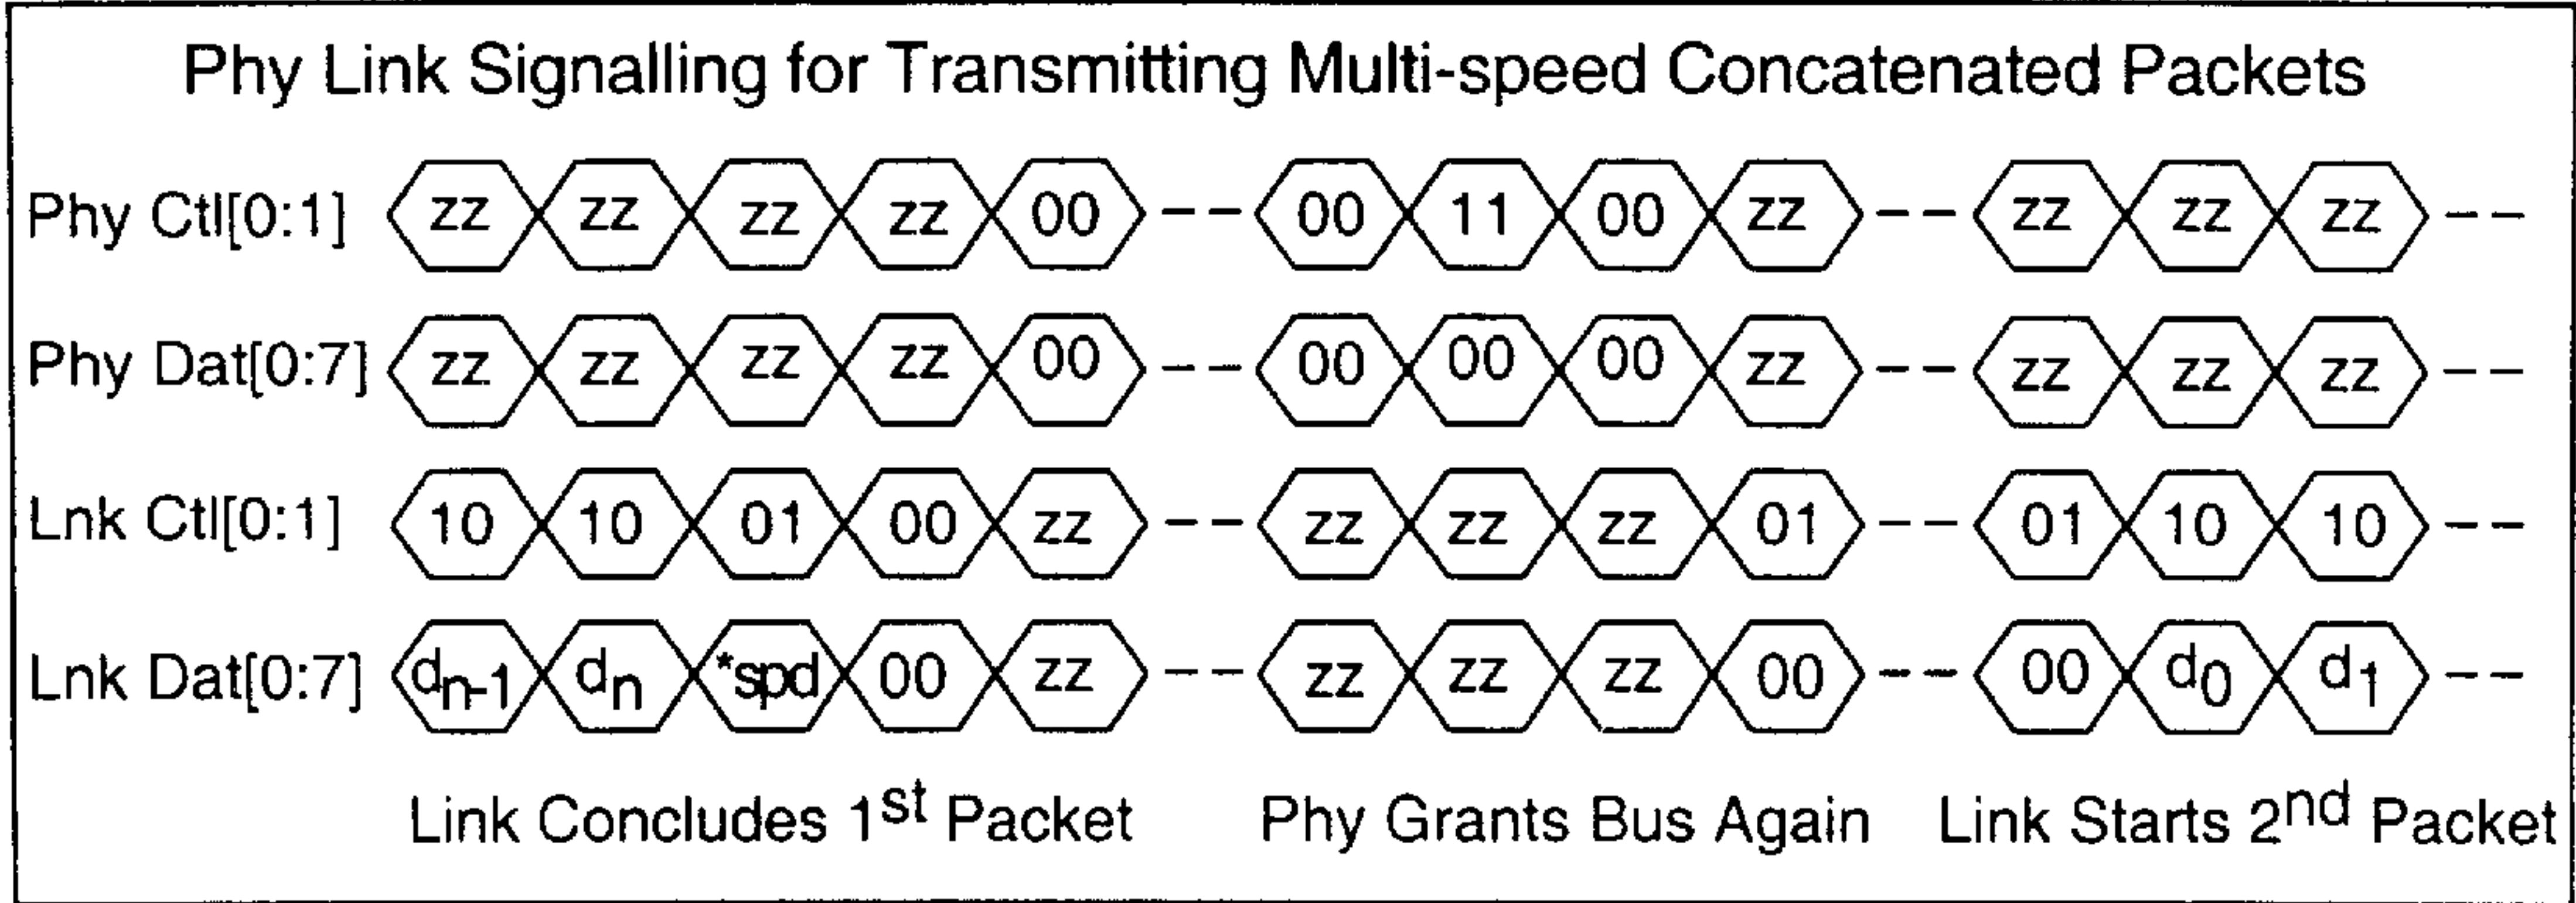 Phy Link Signalling for Transmitting Multi-speed Concatenated Packets
Phy Ctl[0:1] zz zz zz zz 00 -- 00 11 00 zz -- zz zz zz --
Phy Dat[0:7] zz zz zz zz 00 -- 00 00 00 zz -- zz zz zz --
Lnk Ctl[0:1] 10 10 01 00 zz -- zz zz zz 01 -- 01 10 10 --
Lnk Dat[0:7] dn-1 dn *spd 00 zz -- zz zz zz 00 -- 00 d0 d1 --
Link Concludes 1st Packet Phy Grants Bus Again Link Starts 2nd Packet